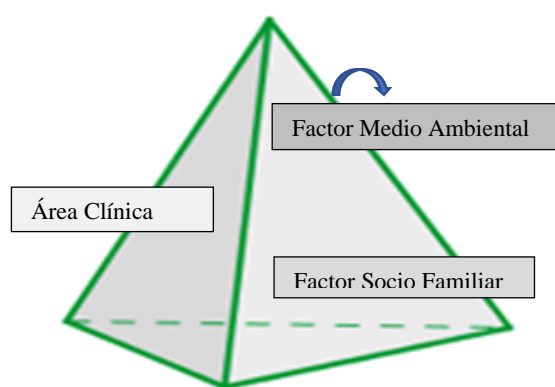 Factor Medio Ambiental
Área Clínica
Factor Socio Familiar